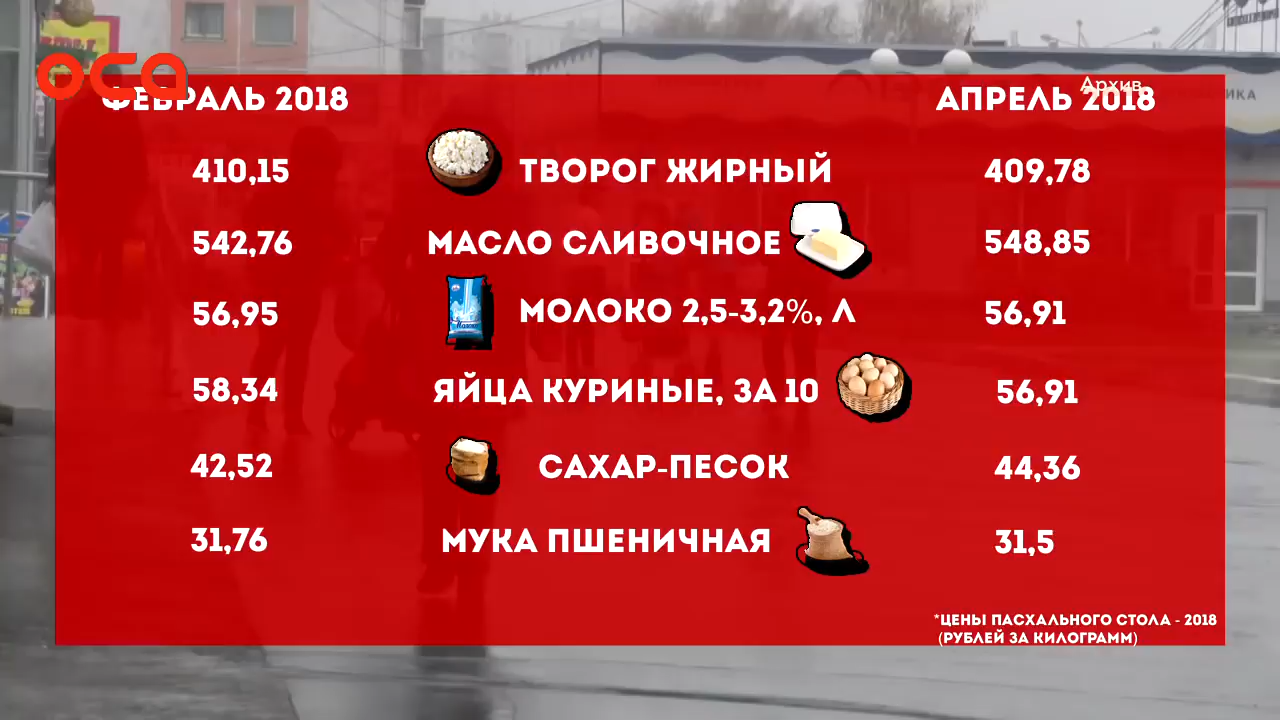 оса
Архив
ФЕВРАЛЬ 2018 АПРЕЛЬ 2018
410,15 ТВОРОГ ЖИРНЫЙ 409,78
542,76 МАСЛО СЛИВОЧНОЕ 548,85
56,95 МОЛОКО 2,5-3,2%, Л 56,91
58,34 ЯЙЦА КУРИНЫЕ, ЗА 10 56,91
42,52 САХАР-ПЕСОК 44,36
31,76 МУКА ПШЕНИЧНАЯ 31,5
*ЦЕНЫ ПАСХАЛЬНОГО СТОЛА - 2018
(РУБЛЕЙ ЗА КИЛОГРАММ)